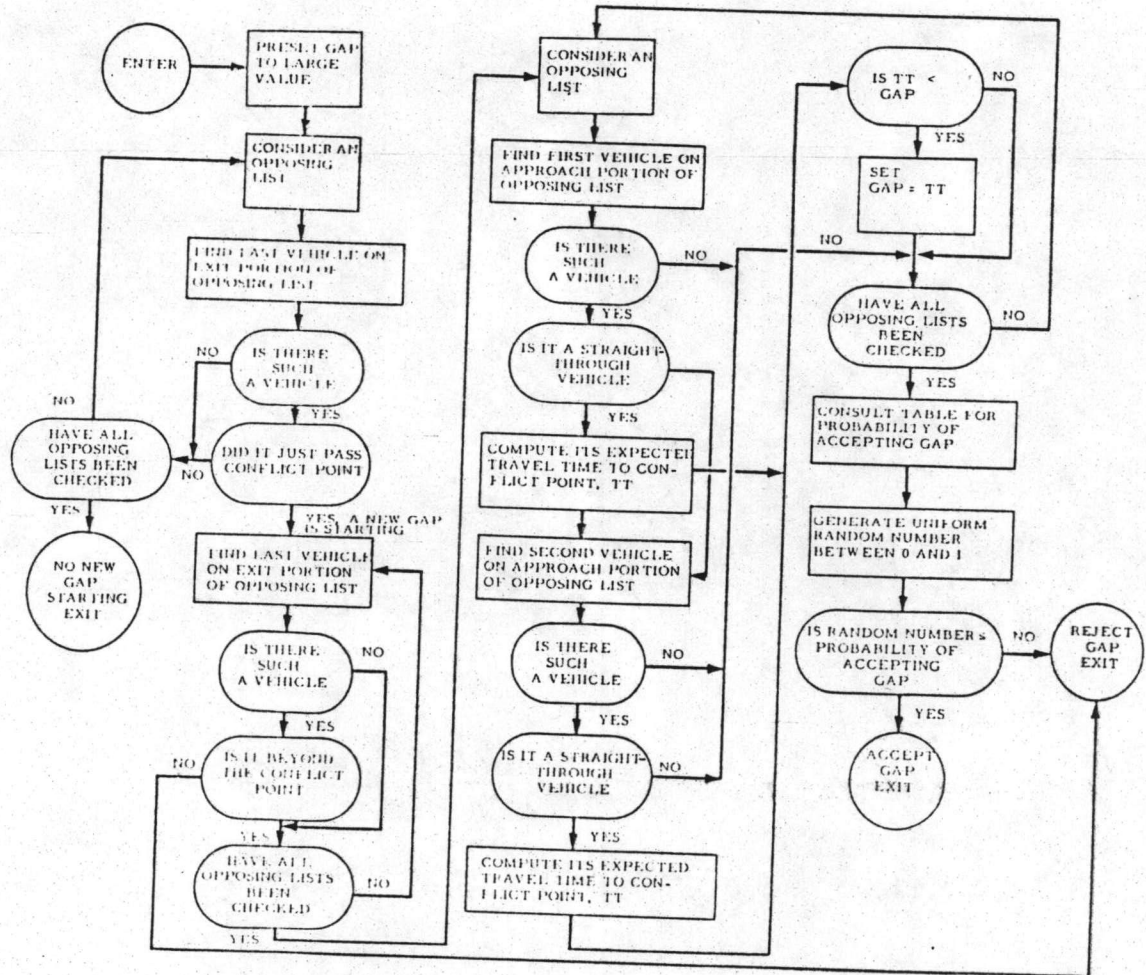 ENTER
PRESET GAP
TO LARGE
VALUE
CONSIDER AN
OPPOSING
LIST
FIND LAST VEHICLE ON
EXIT PORTION OF
OPPOSING LIST
NO
IS THERE
SUCH
A VEHICLE
YES
NO
HAVE ALL
OPPOSING
LISTS BEEN
CHECKED
NO
DID IT JUST PASS
CONFLICT POINT
YES
YES, A NEW GAP
IS STARTING
NO NEW
GAP
STARTING
EXIT
FIND LAST VEHICLE
ON EXIT PORTION
OF OPPOSING LIST
IS THERE
SUCH
A VEHICLE
NO
YES
NO
IS IT BEYOND
THE CONFLICT
POINT
YES
HAVE ALL
OPPOSING LISTS
BEEN
CHECKED
NO
YES
CONSIDER AN
OPPOSING
LIST
FIND FIRST VEHICLE ON
APPROACH PORTION OF
OPPOSING LIST
IS THERE
SUCH
A VEHICLE
NO
YES
IS IT A STRAIGHT-
THROUGH
VEHICLE
YES
COMPUTE ITS EXPECTED
TRAVEL TIME TO CON-
FLICT POINT, TT
FIND SECOND VEHICLE
ON APPROACH PORTION
OF OPPOSING LIST
IS THERE
SUCH
A VEHICLE
NO
YES
IS IT A STRAIGHT-
THROUGH
VEHICLE
NO
YES
COMPUTE ITS EXPECTED
TRAVEL TIME TO CON-
FLICT POINT, TT
IS TT <
GAP
NO
YES
SET
GAP = TT
NO
HAVE ALL
OPPOSING LISTS
BEEN
CHECKED
NO
YES
CONSULT TABLE FOR
PROBABILITY OF
ACCEPTING GAP
GENERATE UNIFORM
RANDOM NUMBER
BETWEEN 0 AND 1
IS RANDOM NUMBER ≤
PROBABILITY OF
ACCEPTING
GAP
NO
YES
REJECT
GAP
EXIT
ACCEPT
GAP
EXIT